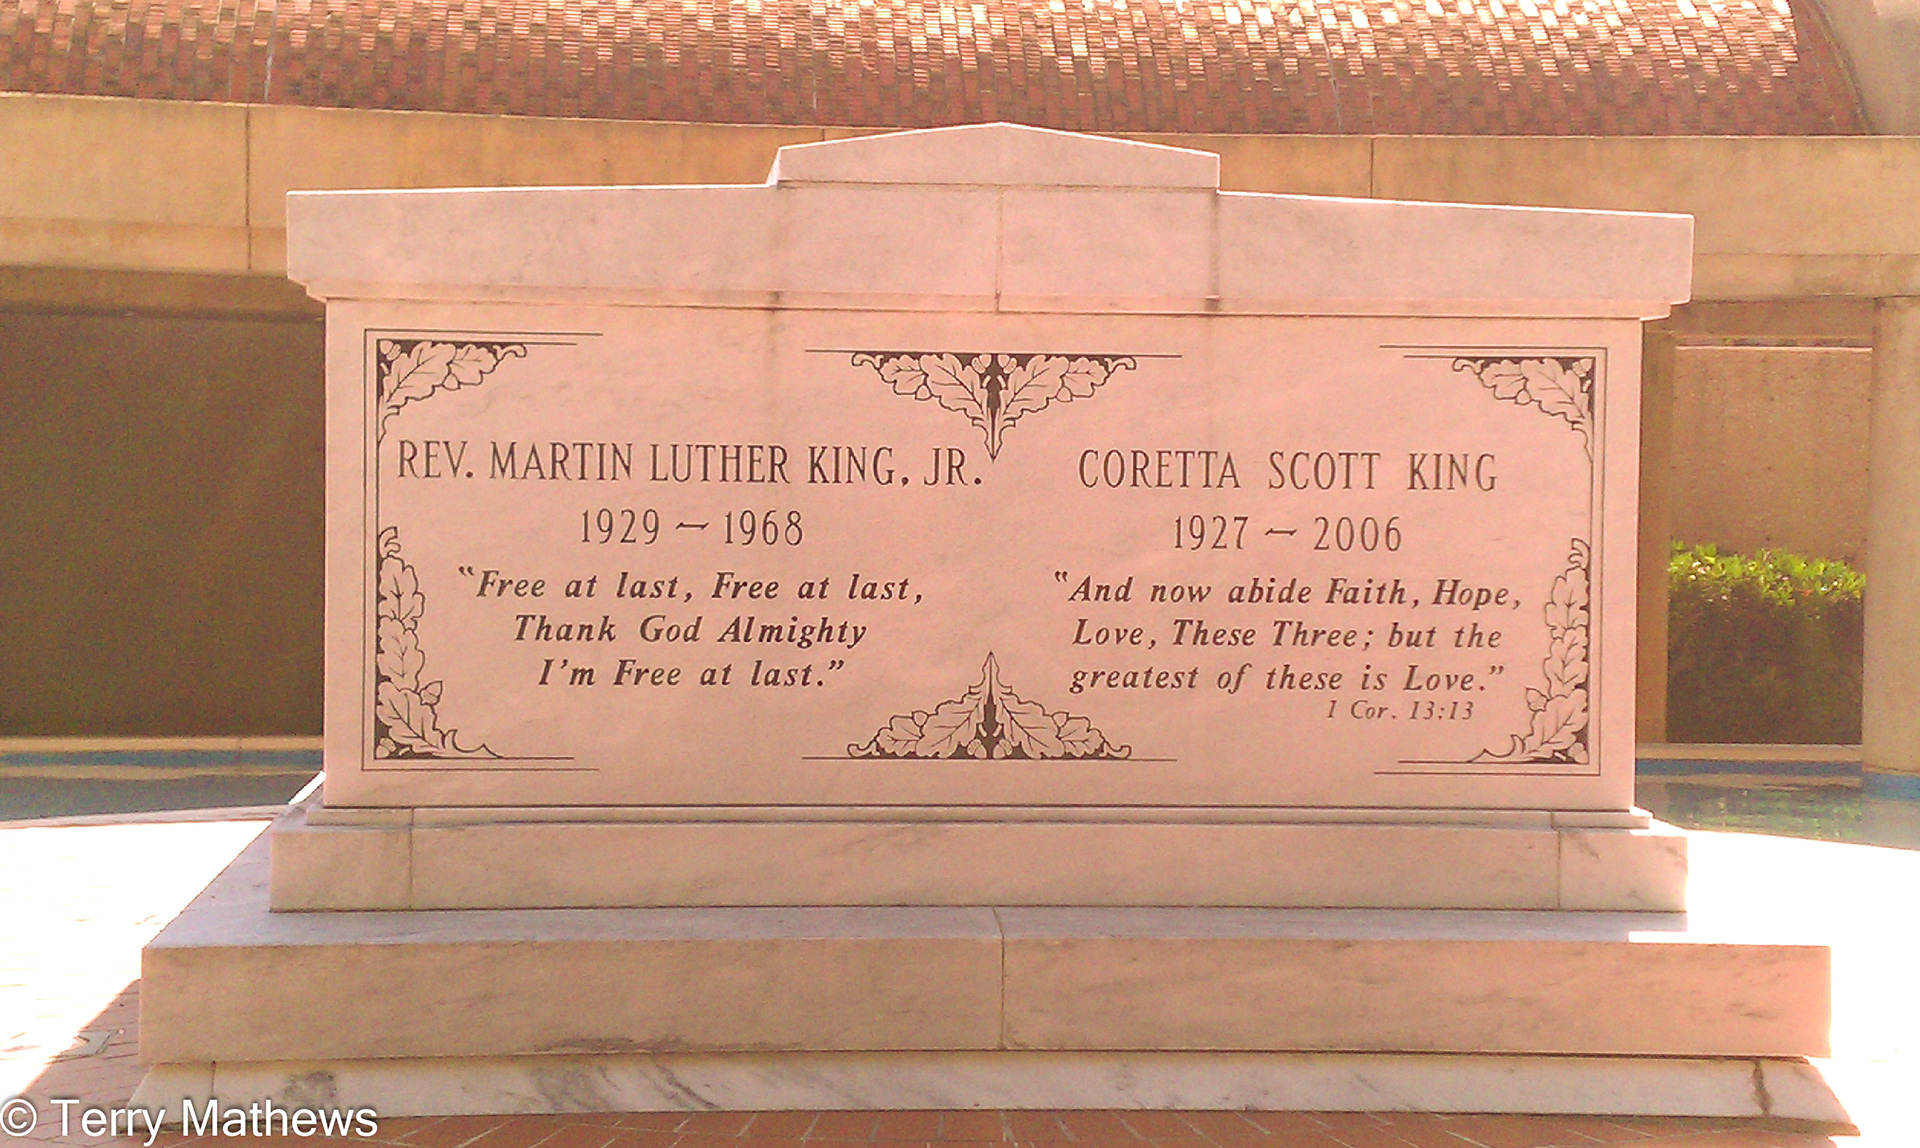 REV. MARTIN LUTHER KING, JR.
1929 ~ 1968
"Free at last, Free at last,
Thank God Almighty
I'm Free at last."
CORETTA SCOTT KING
1927 ~ 2006
"And now abide Faith, Hope,
Love, These Three; but the
greatest of these is Love."
1 Cor. 13:13
© Terry Mathews